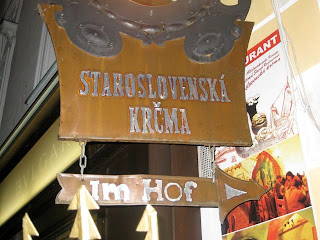 STAROSLOVENSKÁ
KRČMA
Im Hof
URANT